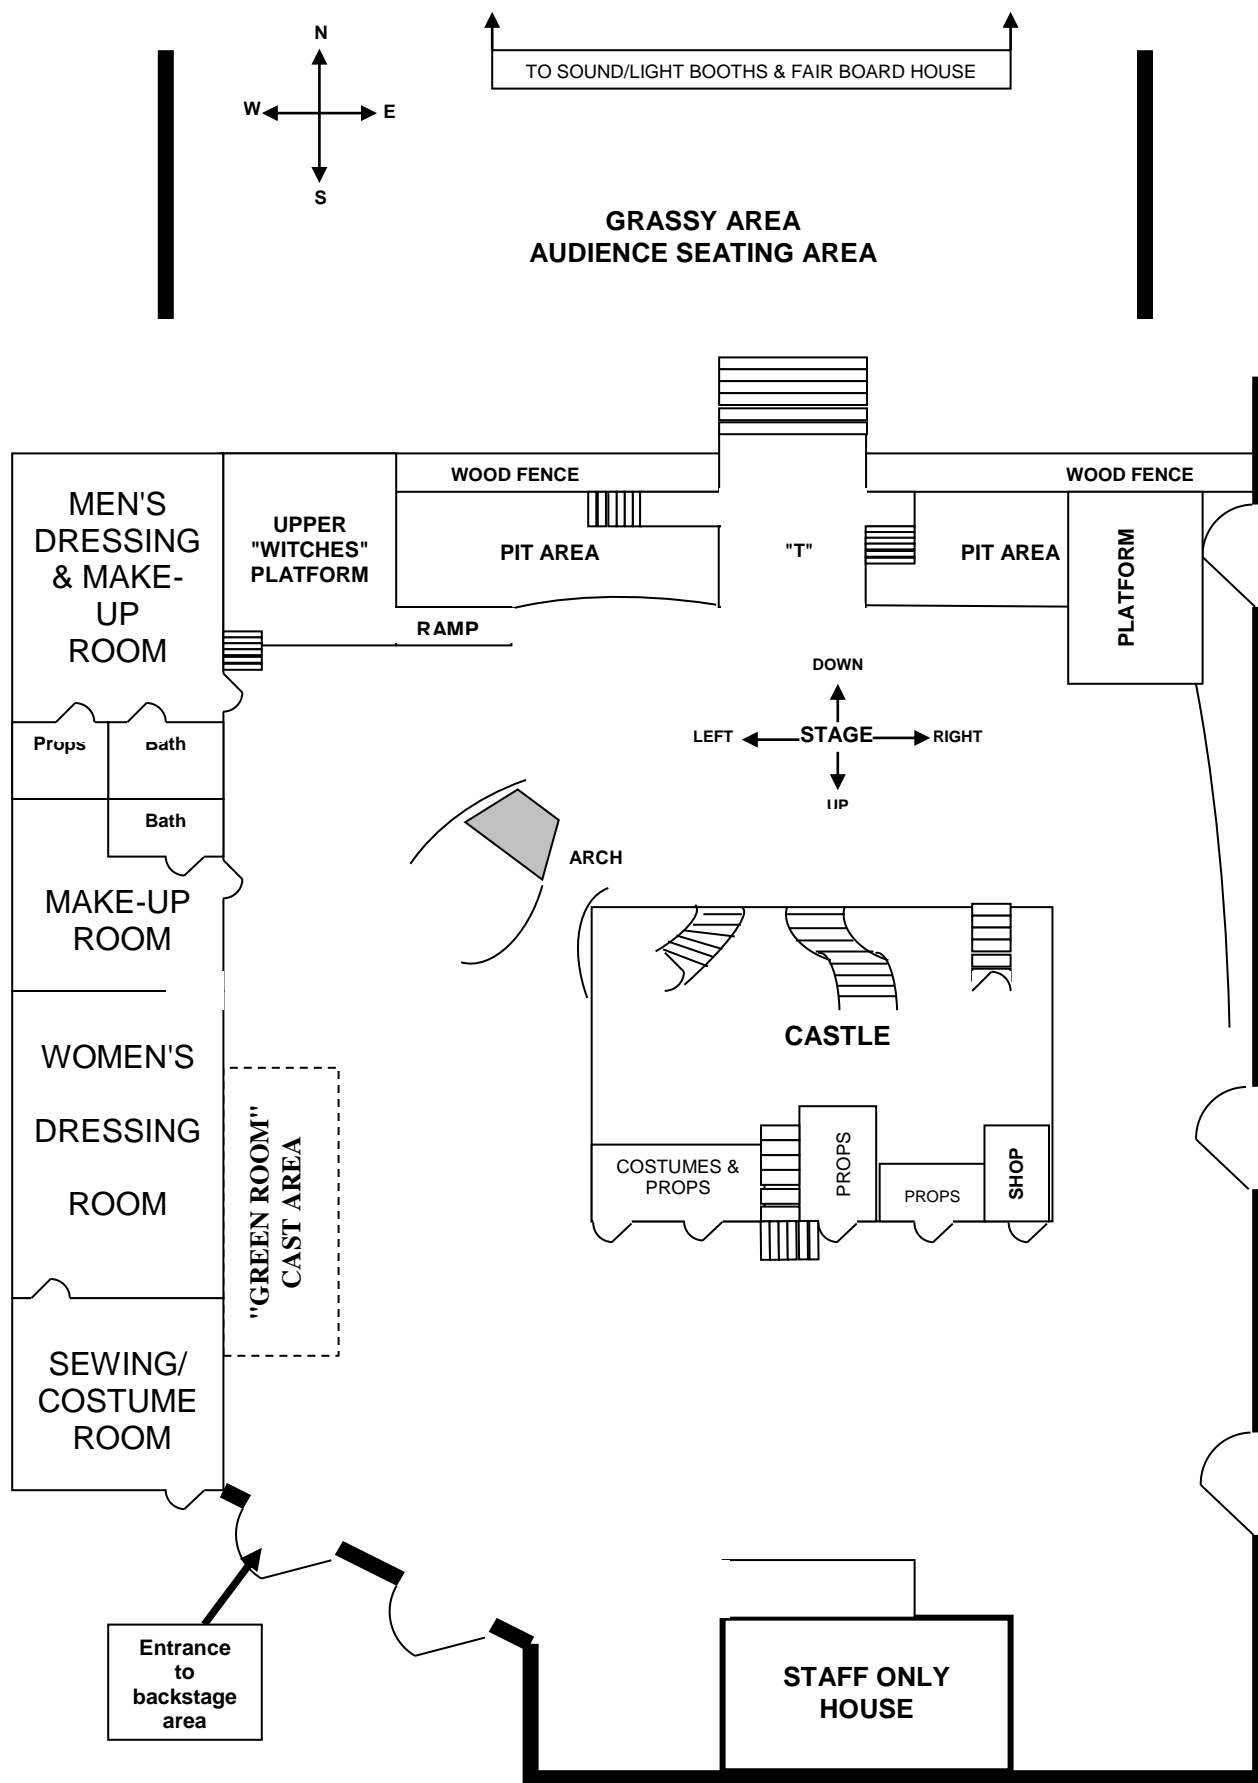 N
TO SOUND/LIGHT BOOTHS & FAIR BOARD HOUSE
W
E
S
GRASSY AREA
AUDIENCE SEATING AREA
WOOD FENCE
WOOD FENCE
MEN'S
DRESSING
& MAKE-
UP
ROOM
UPPER
"WITCHES"
PLATFORM
PIT AREA
"T"
PIT AREA
PLATFORM
RAMP
DOWN
LEFT
STAGE
RIGHT
UP
Props
Bath
Bath
ARCH
MAKE-UP
ROOM
CASTLE
WOMEN'S
DRESSING
ROOM
"GREEN ROOM"
CAST AREA
COSTUMES &
PROPS
PROPS
PROPS
SHOP
SEWING/
COSTUME
ROOM
Entrance
to
backstage
area
STAFF ONLY
HOUSE